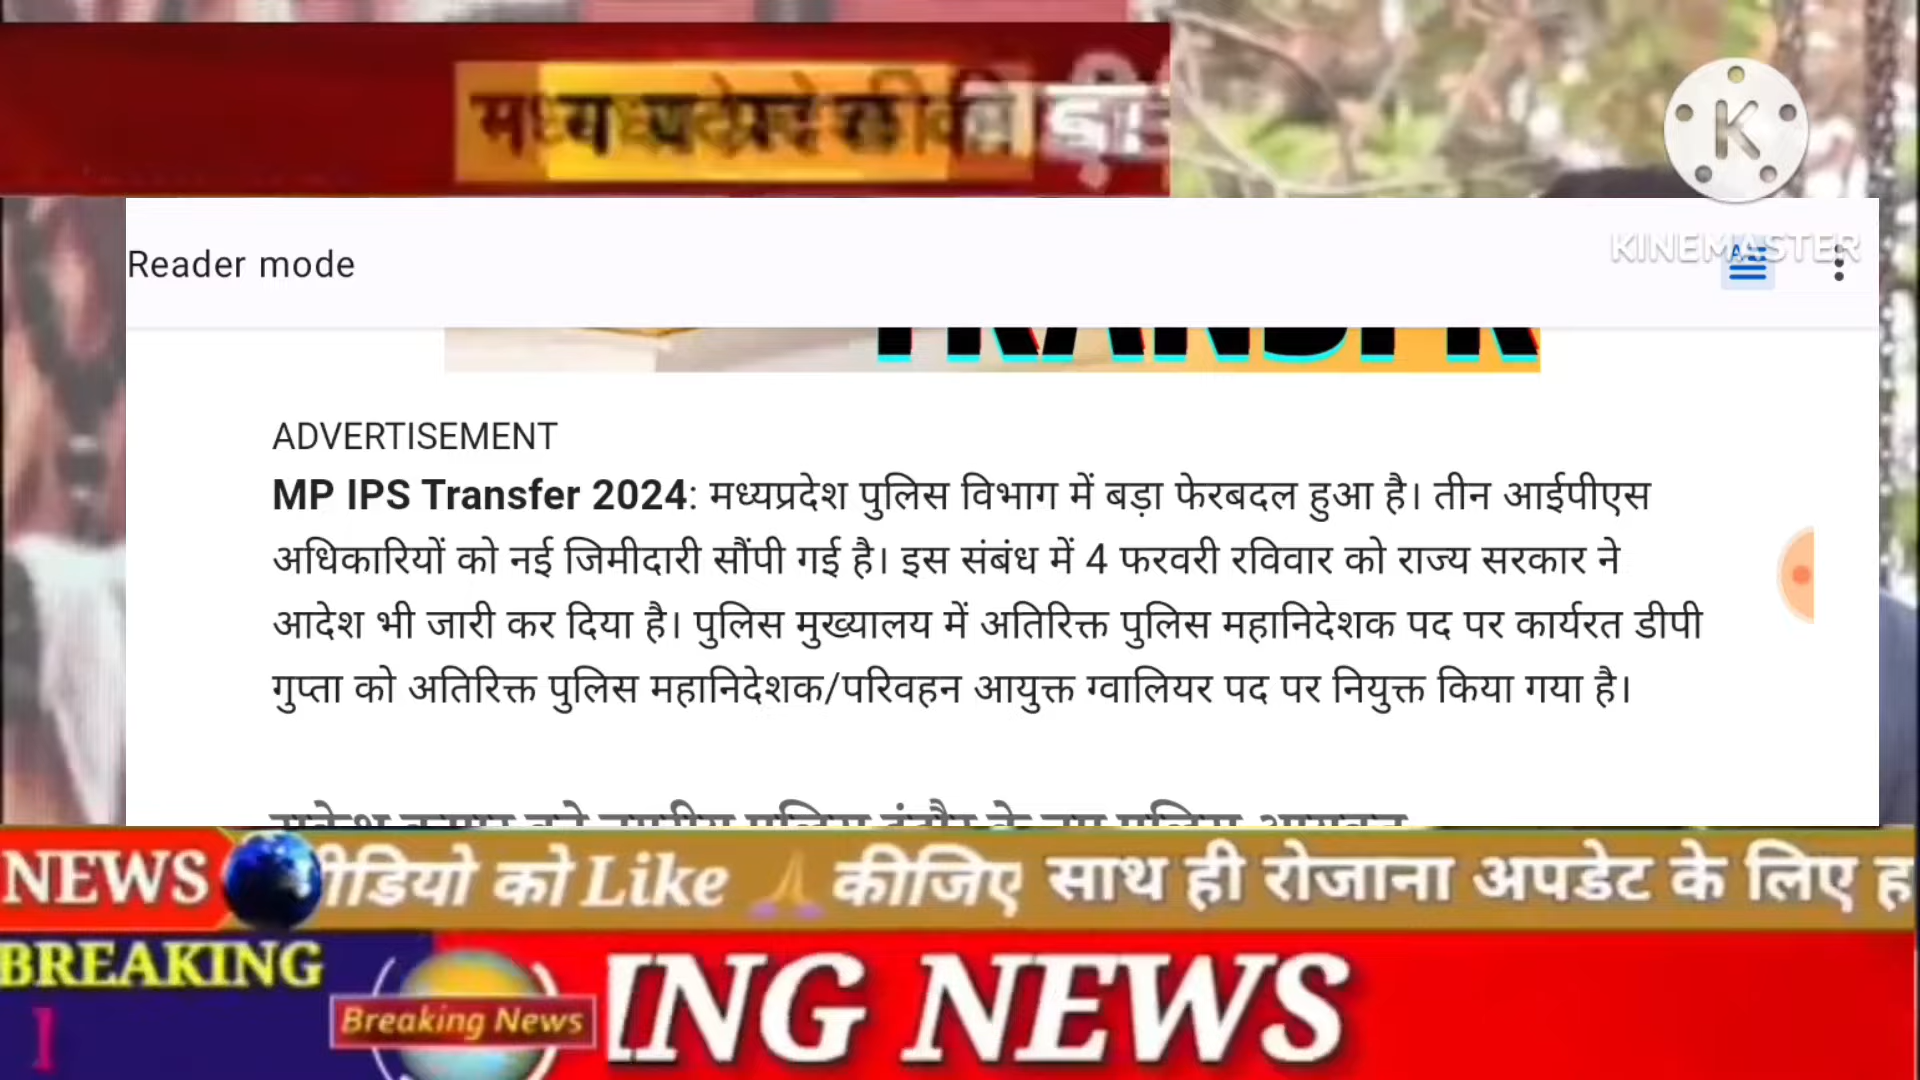 Reader mode
KINEMASTER
ADVERTISEMENT
MP IPS Transfer 2024: मध्यप्रदेश पुलिस विभाग में बड़ा फेरबदल हुआ है। तीन आईपीएस
अधिकारियों को नई जिमीदारी सौंपी गई है। इस संबंध में 4 फरवरी रविवार को राज्य सरकार ने
आदेश भी जारी कर दिया है। पुलिस मुख्यालय में अतिरिक्त पुलिस महानिदेशक पद पर कार्यरत डीपी
गुप्ता को अतिरिक्त पुलिस महानिदेशक/परिवहन आयुक्त ग्वालियर पद पर नियुक्त किया गया है।
NEWS ीडियो को Like 🙏 कीजिए साथ ही रोजाना अपडेट के लिए ह
BREAKING
1
Breaking News
ING NEWS